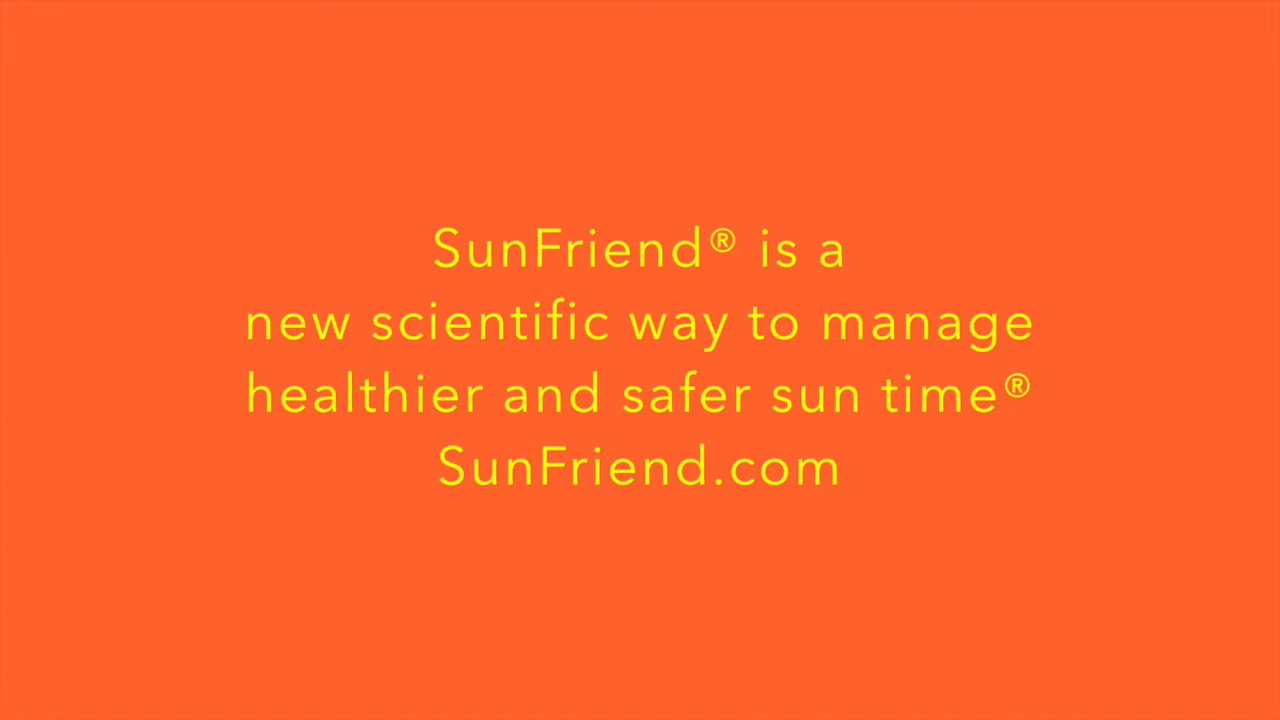 SunFriend® is a
new scientific way to manage
healthier and safer sun time®
SunFriend.com